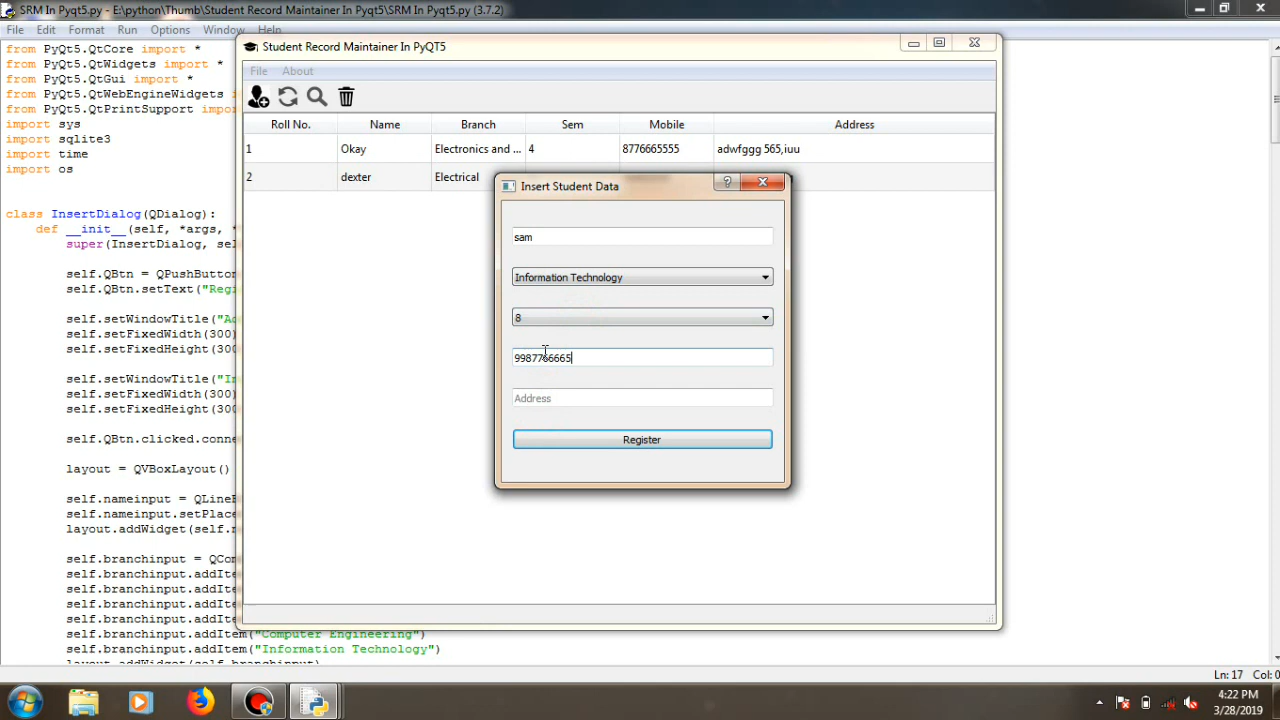 SRM In Pyqt5.py - E:\python\Thumb\Student Record Maintainer In Pyqt5\SRM In Pyqt5.py (3.7.2)
File Edit Format Run Options Window Help
from PyQt5.QtCore import *
from PyQt5.QtWidgets import *
from PyQt5.QtGui import *
from PyQt5.QtWebEngineWidgets
from PyQt5.QtPrintSupport
import sys
import sqlite3
import time
import os
class InsertDialog(QDialog):
def __init__(self, *args,
super(InsertDialog,
self.QBtn = QPushButton
self.QBtn.setText("Regi
self.setWindowTitle("Ad
self.setFixedWidth(300)
self.setFixedHeight(300
self.setWindowTitle("In
self.setFixedWidth(300)
self.setFixedHeight(300
self.QBtn.clicked.conne
layout = QVBoxLayout()
self.nameinput = QLineE
self.nameinput.setPlace
layout.addWidget(self.n
self.branchinput = QCom
self.branchinput.addIte
self.branchinput.addIte
self.branchinput.addIte
self.branchinput.addIte
self.branchinput.addItem("Computer Engineering")
self.branchinput.addItem("Information Technology")
layout.addWidget(self.branchinput)
Student Record Maintainer In PyQT5
File About
Roll No. Name Branch Sem Mobile Address
1 Okay Electronics and ... 4 8776665555 adwfggg 565,iuu
2 dexter Electrical
Insert Student Data
?
sam
Information Technology
8
9987766665
Address
Register
Ln: 17 Col: 0
4:22 PM
3/28/2019